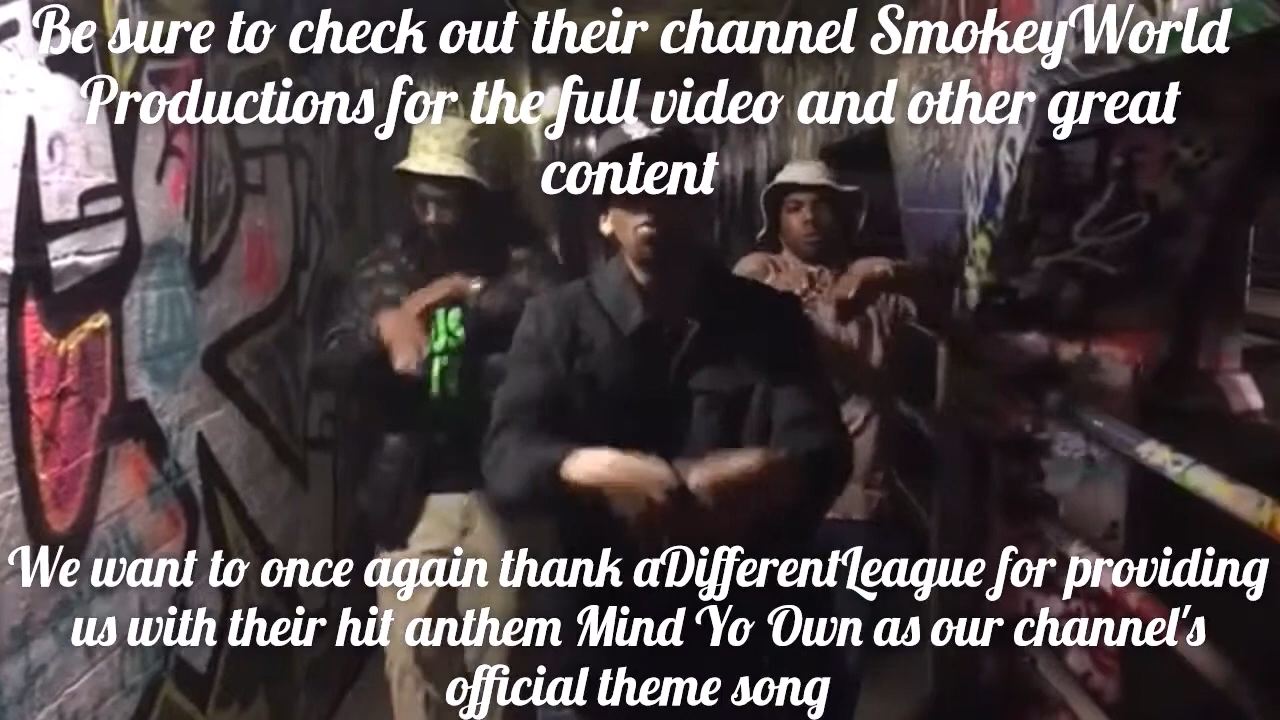 Be sure to check out their channel SmokeyWorld
Productions for the full video and other great
content
US
IT
We want to once again thank aDifferentLeague for providing
us with their hit anthem Mind Yo Own as our channel's
official theme song